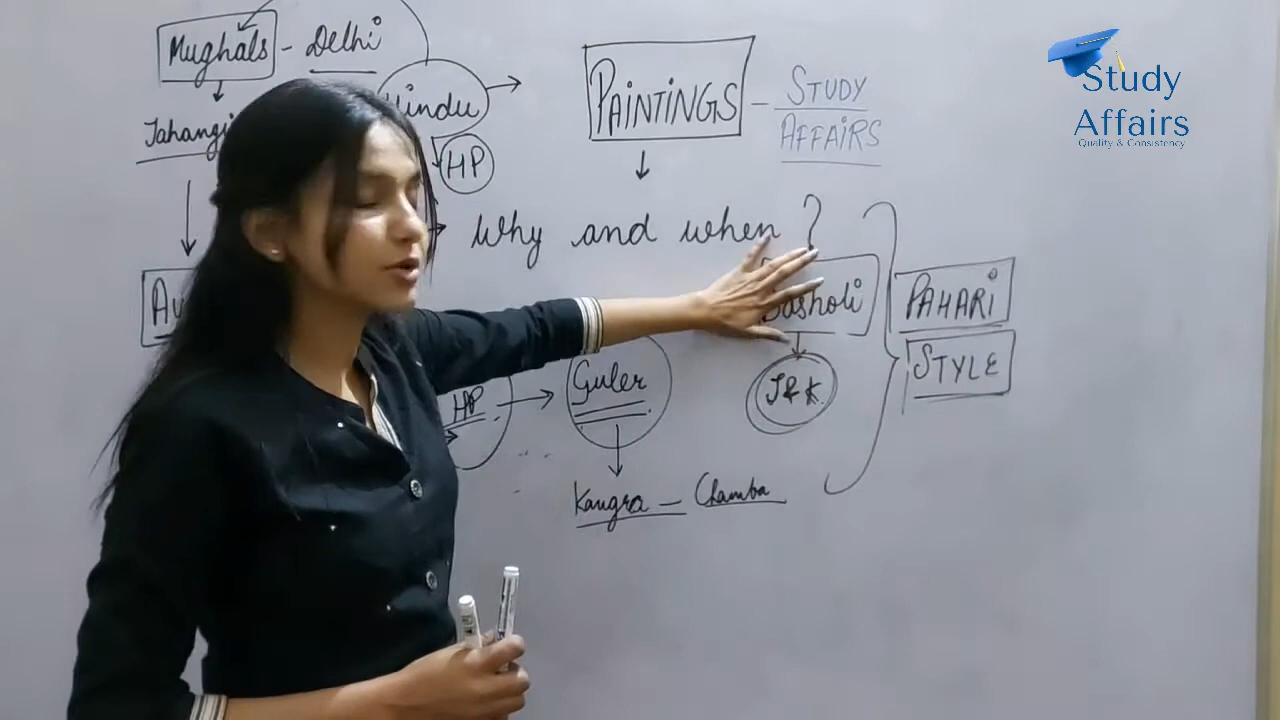 Mughals - Delhi
Hindu
HP
PAINTINGS - STUDY
AFFAIRS
Study
Affairs
Quality & Consistency
Why and when ?
Basholi
PAHARI
STYLE
HP
Guler
J&K
Kangra - Chamba